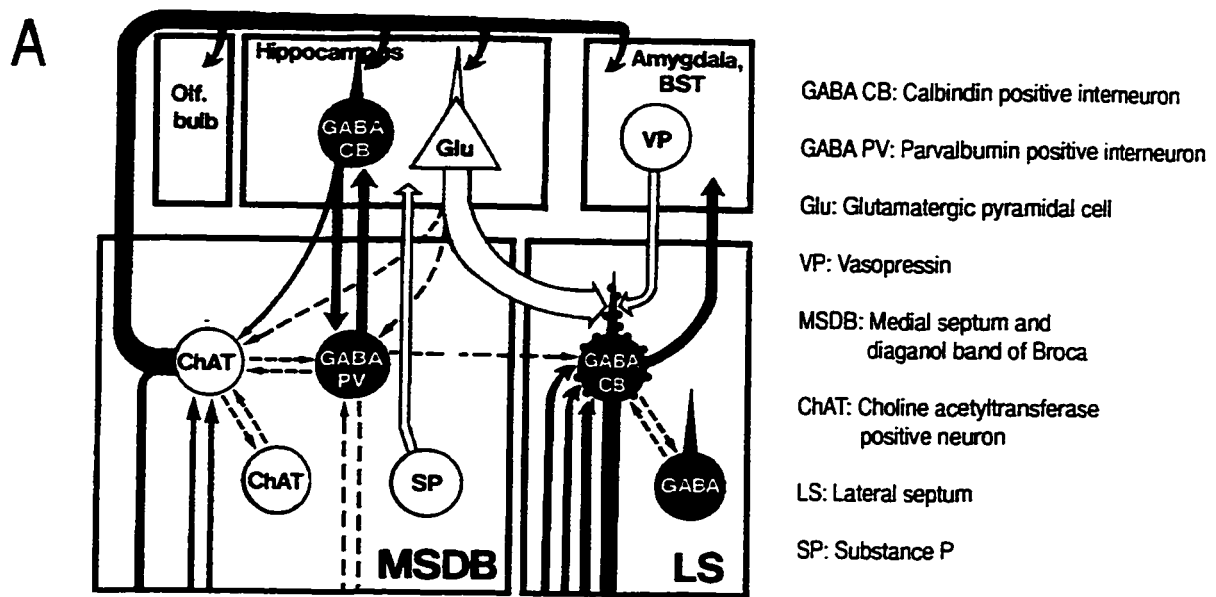 A
Olf.
bulb
Hippocampus
GABA
CB
Glu
Amygdala,
BST
VP
ChAT
GABA
PV
ChAT
SP
MSDB
GABA
CB
GABA
LS
GABA CB: Calbindin positive interneuron
GABA PV: Parvalbumin positive interneuron
Glu: Glutamatergic pyramidal cell
VP: Vasopressin
MSDB: Medial septum and
diaganol band of Broca
ChAT: Choline acetyltransferase
positive neuron
LS: Lateral septum
SP: Substance P